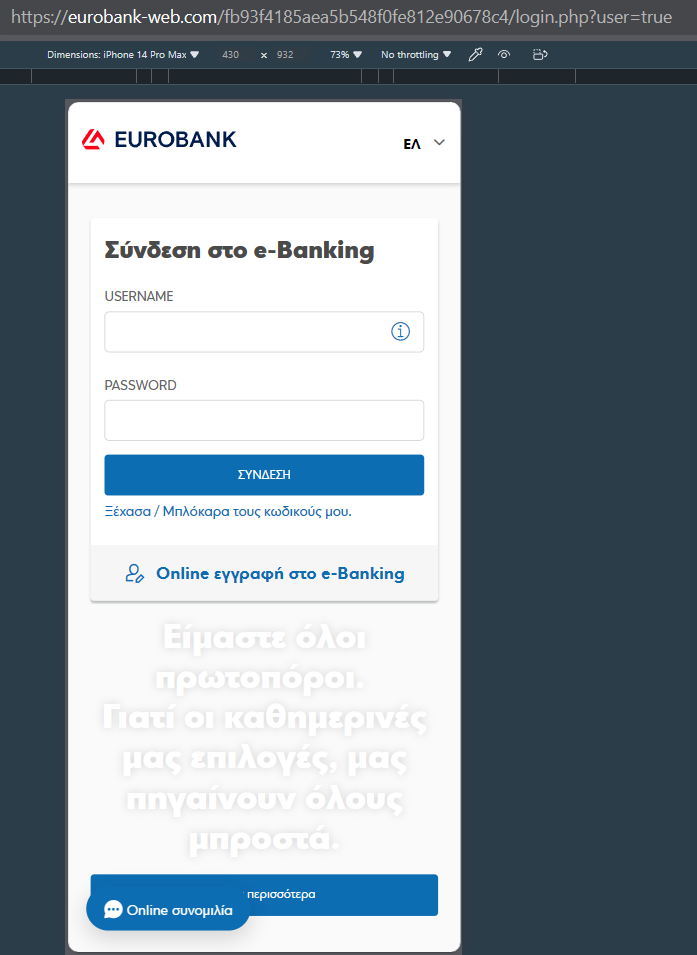 https://eurobank-web.com/fb93f4185aea5b548f0fe812e90678c4/login.php?user=true
Dimensions: iPhone 14 Pro Max ▼ 430 x 932 73% ▼ No throttling ▼
EUROBANK
ΕΛ
Σύνδεση στο e-Banking
USERNAME
PASSWORD
ΣΥΝΔΕΣΗ
Ξέχασα / Μπλόκαρα τους κωδικούς μου.
Online εγγραφή στο e-Banking
Είμαστε όλοι
πρωτοπόροι.
Γιατί οι καθημερινές
μας επιλογές, μας
πηγαίνουν όλους
μπροστά.
περισσότερα
Online συνομιλία